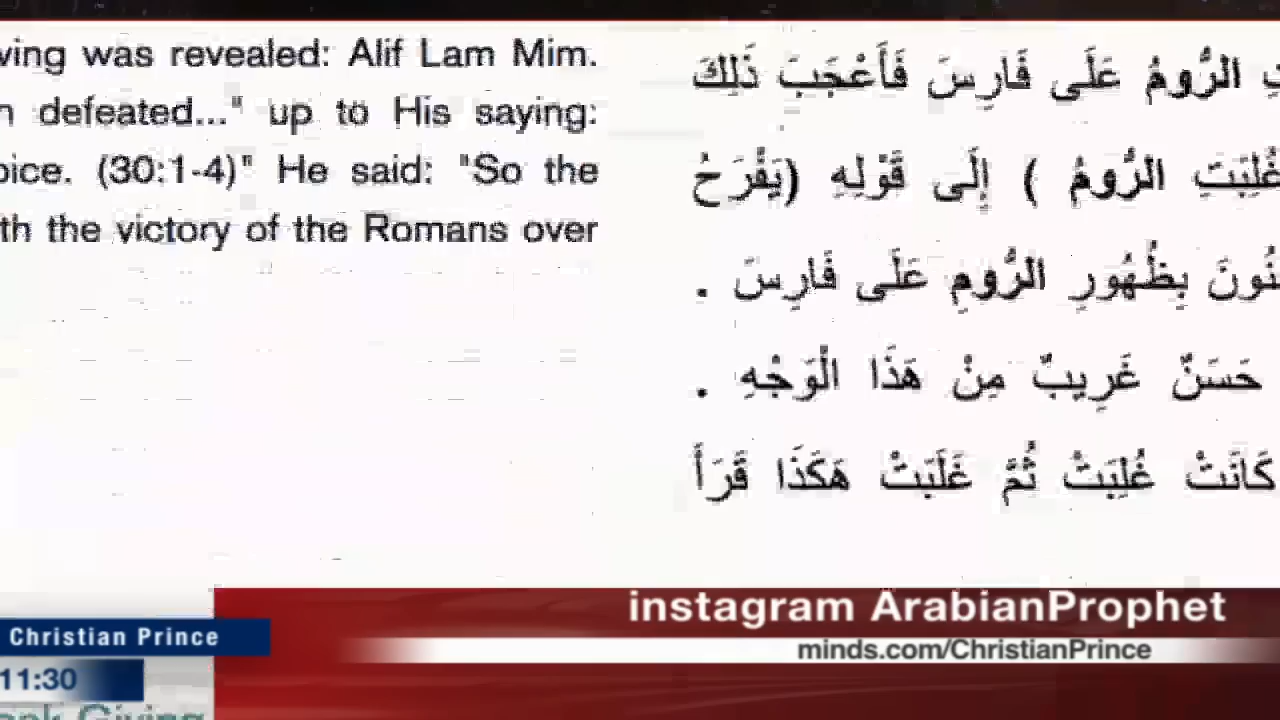 ving was revealed: Alif Lam Mim.
defeated..." up to His saying:
oice. (30:1-4)" He said: "So the
th the victory of the Romans over
الرُّومُ عَلَى فَارِسَ فَأَعْجَبَ ذَلِكَ
غُلِبَتِ الرُّومُ ) إِلَى قَوْلِهِ (يَفْرَحُ
بِظُهُورِ الرُّومِ عَلَى فَارِسَ .
حَسَنٌ غَرِيبٌ مِنْ هَذَا الْوَجْهِ .
كَانَتْ غُلِبَتْ ثُمَّ غَلَبَتْ هَكَذَا قَرَأَ
instagram ArabianProphet
Christian Prince
minds.com/ChristianPrince
11:30
Giving